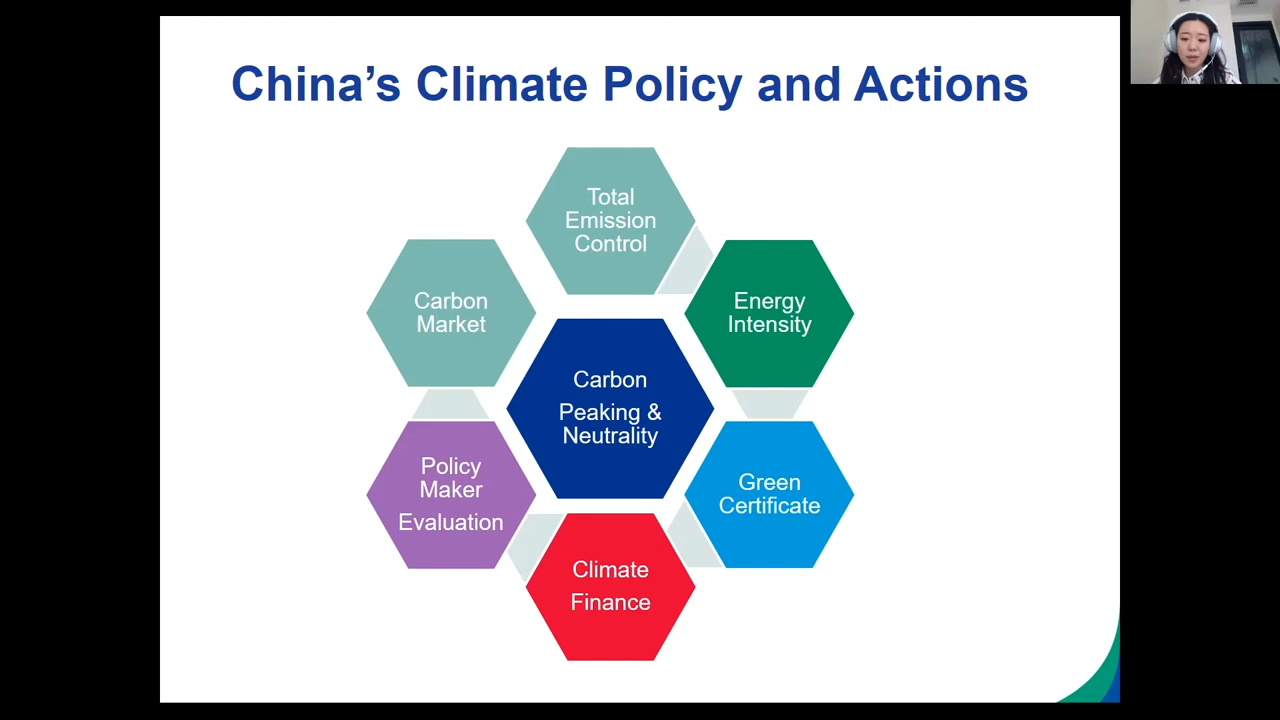 China's Climate Policy and Actions
Total
Emission
Control
Carbon
Market
Energy
Intensity
Carbon
Peaking &
Neutrality
Policy
Maker
Evaluation
Green
Certificate
Climate
Finance